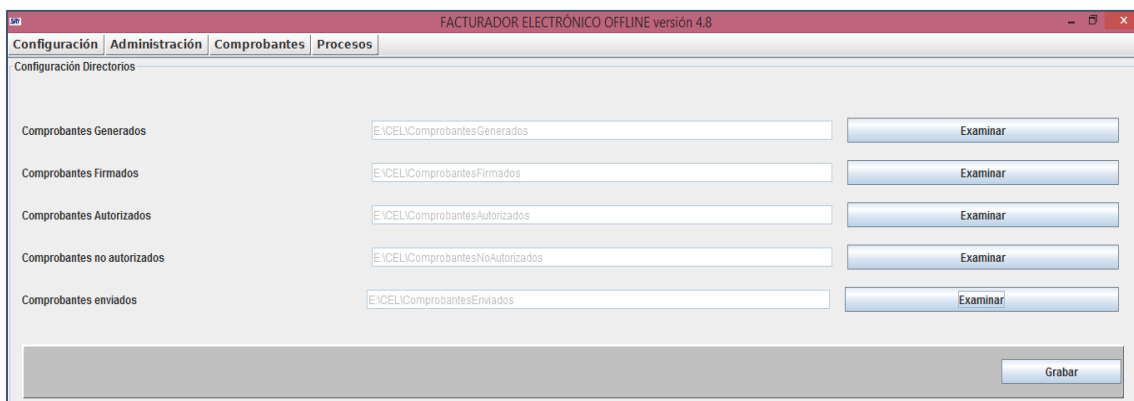 SRI
FACTURADOR ELECTRÓNICO OFFLINE versión 4.8
Configuración Administración Comprobantes Procesos
Configuración Directorios
Comprobantes Generados E:\CEL\ComprobantesGenerados Examinar
Comprobantes Firmados E:\CEL\ComprobantesFirmados Examinar
Comprobantes Autorizados E:\CEL\ComprobantesAutorizados Examinar
Comprobantes no autorizados E:\CEL\ComprobantesNoAutorizados Examinar
Comprobantes enviados E:\CEL\ComprobantesEnviados Examinar
Grabar